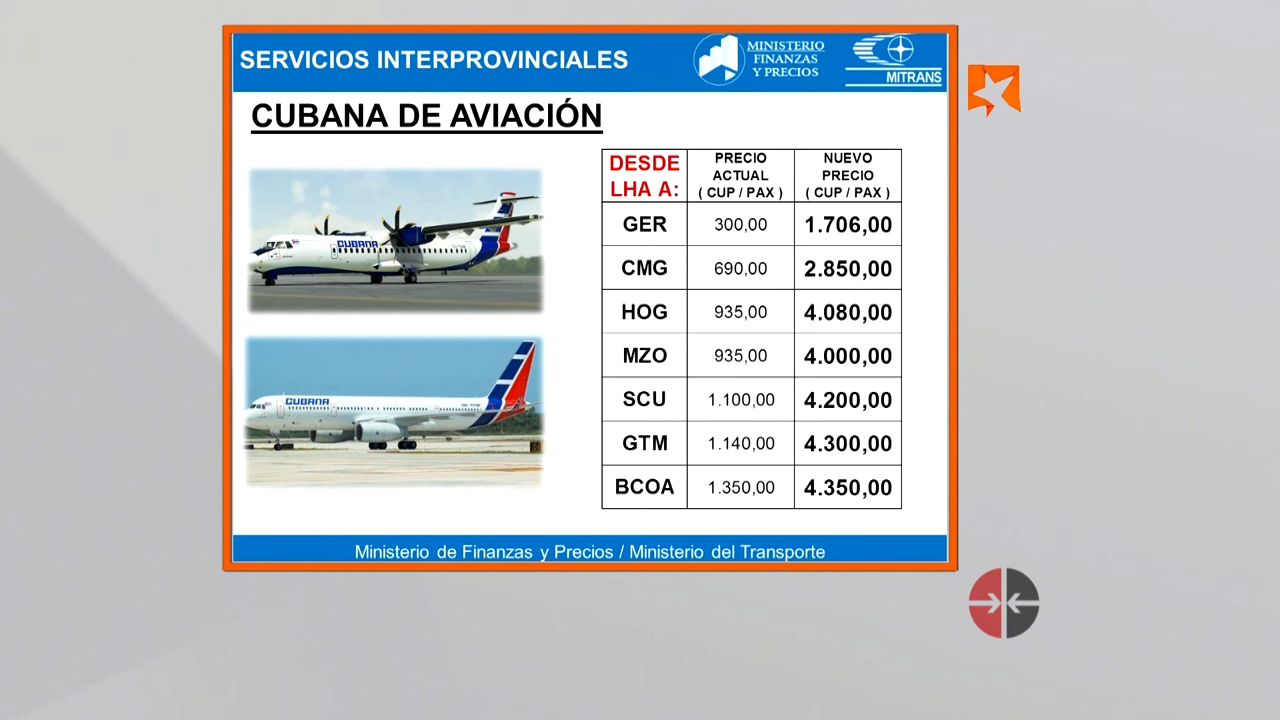 SERVICIOS INTERPROVINCIALES
MINISTERIO
FINANZAS
Y PRECIOS
MITRANS
CUBANA DE AVIACIÓN
DESDE
LHA A:
PRECIO
ACTUAL
( CUP / PAX )
NUEVO
PRECIO
( CUP / PAX )
GER 300,00 1.706,00
CMG 690,00 2.850,00
HOG 935,00 4.080,00
MZO 935,00 4.000,00
SCU 1.100,00 4.200,00
GTM 1.140,00 4.300,00
BCOA 1.350,00 4.350,00
CUBANA
CUBANA
Ministerio de Finanzas y Precios / Ministerio del Transporte